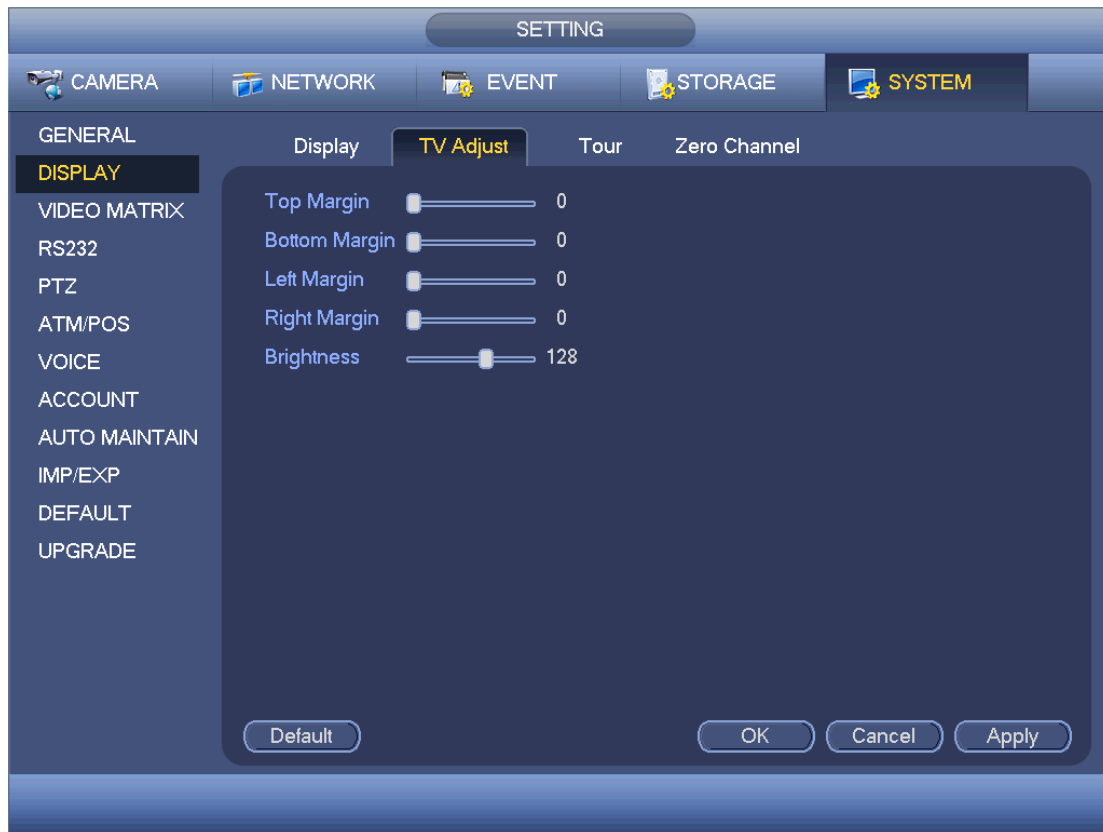 SETTING
CAMERA NETWORK EVENT STORAGE SYSTEM
GENERAL
DISPLAY
VIDEO MATRIX
RS232
PTZ
ATM/POS
VOICE
ACCOUNT
AUTO MAINTAIN
IMP/EXP
DEFAULT
UPGRADE
Display TV Adjust Tour Zero Channel
Top Margin 0
Bottom Margin 0
Left Margin 0
Right Margin 0
Brightness 128
Default OK Cancel Apply